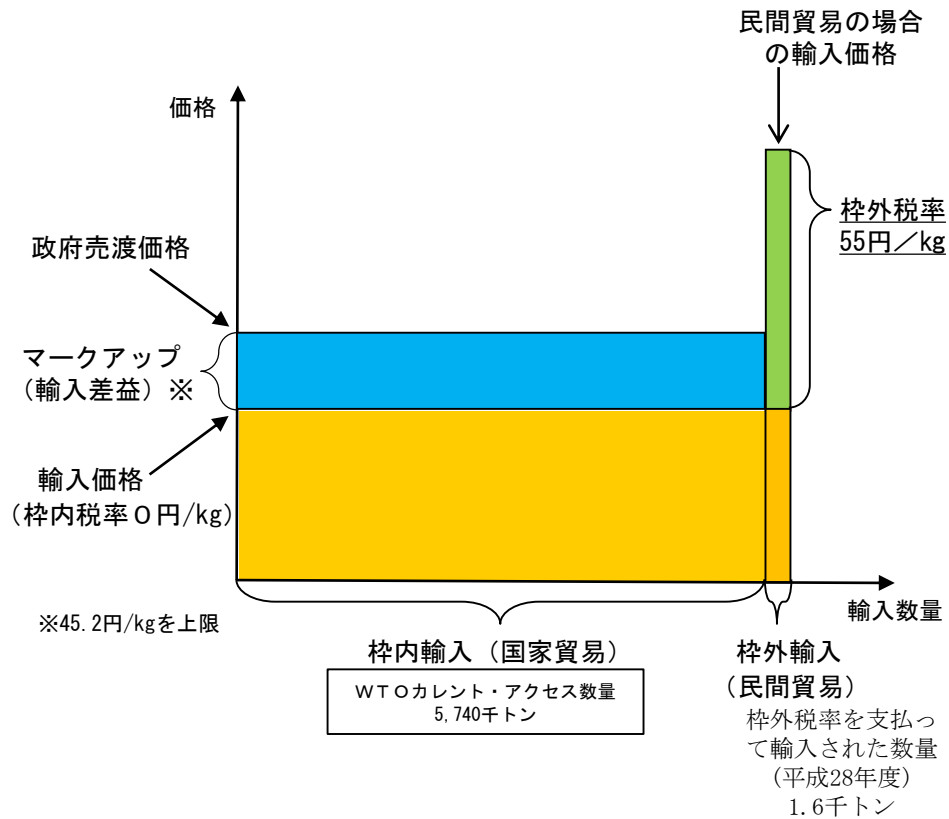 民間貿易の場合
の輸入価格
価格
枠外税率
55円／kg
政府売渡価格
マークアップ
（輸入差益）※
輸入価格
（枠内税率０円/kg）
輸入数量
※45.2円/kgを上限
枠内輸入（国家貿易）
枠外輸入
（民間貿易）
ＷＴＯカレント・アクセス数量
5,740千トン
枠外税率を支払っ
て輸入された数量
（平成28年度）
1.6千トン